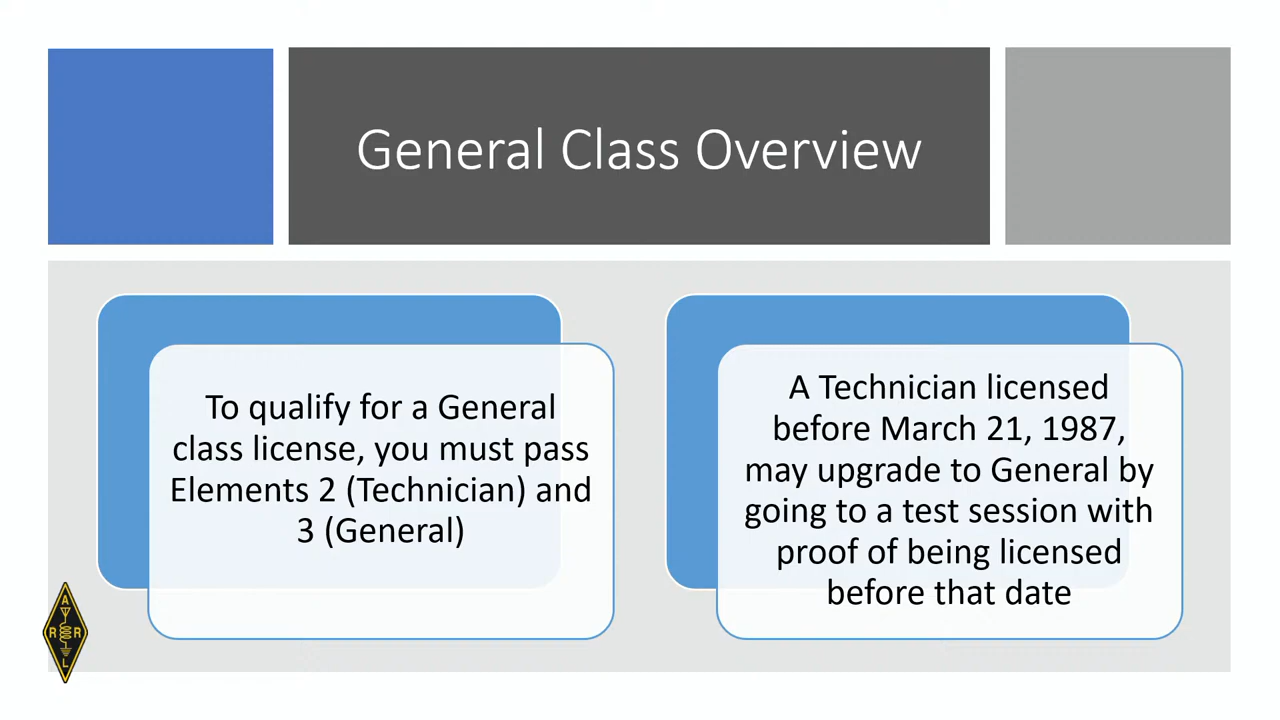 General Class Overview
To qualify for a General
class license, you must pass
Elements 2 (Technician) and
3 (General)
A Technician licensed
before March 21, 1987,
may upgrade to General by
going to a test session with
proof of being licensed
before that date
A
R R
L